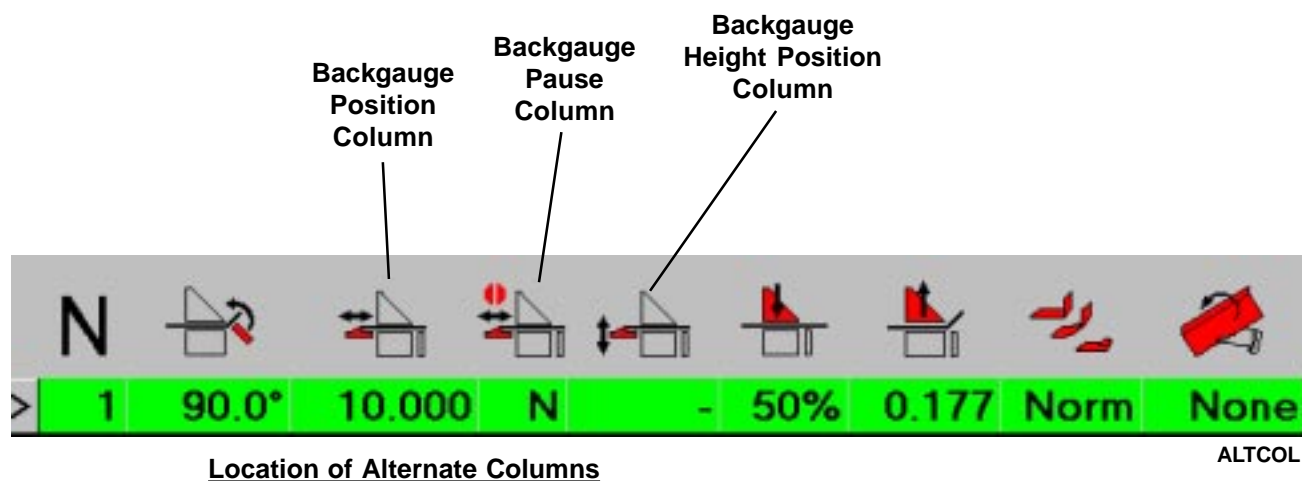 Backgauge
Position
Column
Backgauge
Pause
Column
Backgauge
Height Position
Column
N
> 1 90.0° 10.000 N - 50% 0.177 Norm None
ALTCOL
Location of Alternate Columns